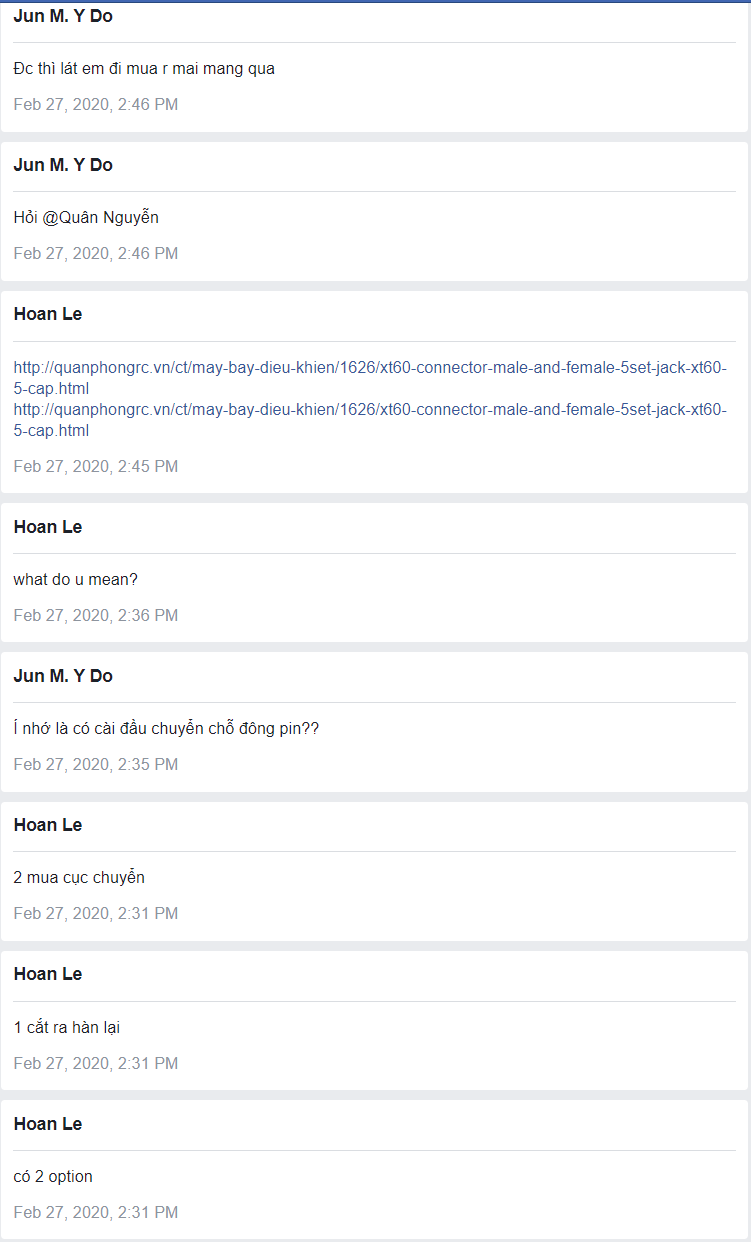 Jun M. Y Do
Đc thì lát em đi mua r mai mang qua
Feb 27, 2020, 2:46 PM
Jun M. Y Do
Hỏi @Quân Nguyễn
Feb 27, 2020, 2:46 PM
Hoan Le
http://quanphongrc.vn/ct/may-bay-dieu-khien/1626/xt60-connector-male-and-female-5set-jack-xt60-
5-cap.html
http://quanphongrc.vn/ct/may-bay-dieu-khien/1626/xt60-connector-male-and-female-5set-jack-xt60-
5-cap.html
Feb 27, 2020, 2:45 PM
Hoan Le
what do u mean?
Feb 27, 2020, 2:36 PM
Jun M. Y Do
Í nhớ là có cài đầu chuyển chỗ đông pin??
Feb 27, 2020, 2:35 PM
Hoan Le
2 mua cục chuyển
Feb 27, 2020, 2:31 PM
Hoan Le
1 cắt ra hàn lại
Feb 27, 2020, 2:31 PM
Hoan Le
có 2 option
Feb 27, 2020, 2:31 PM